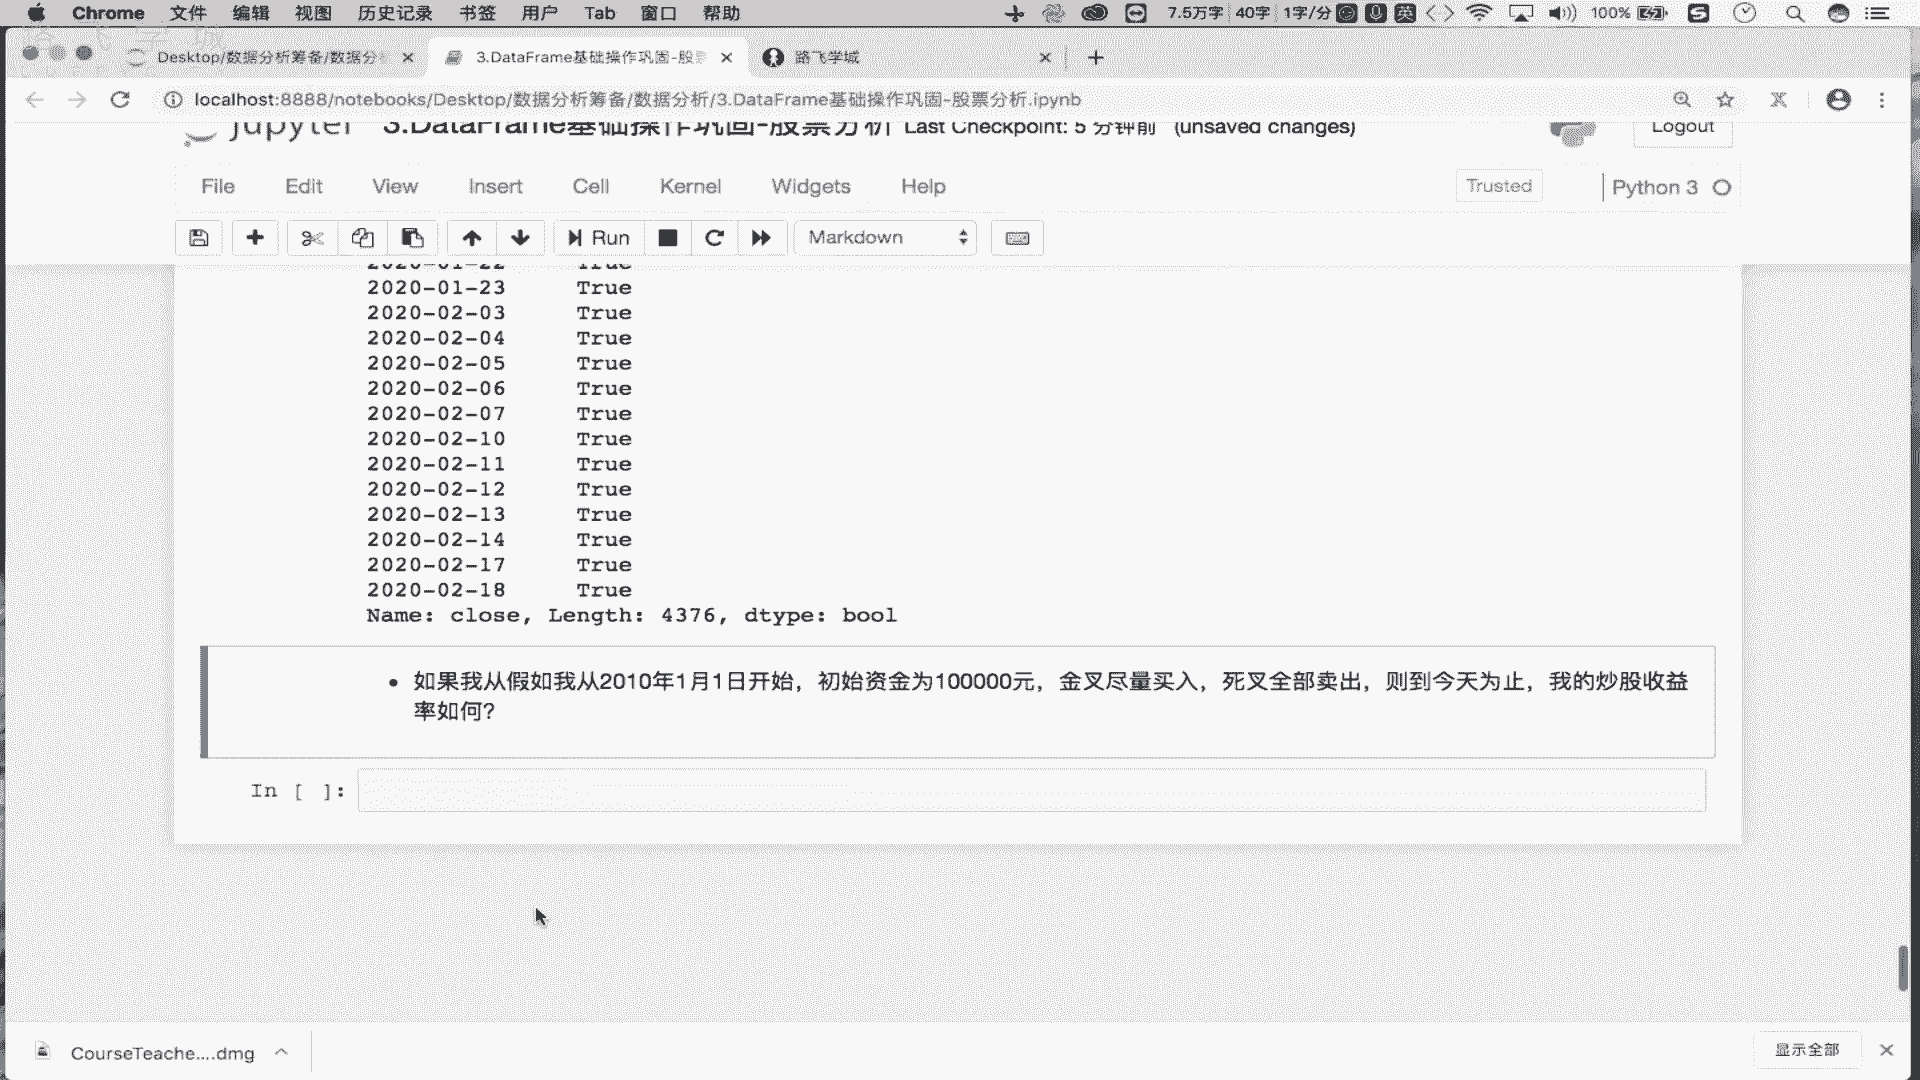 Chrome 文件 编辑 视图 历史记录 书签 用户 Tab 窗口 帮助 7.5万字 40字 1字/分 英 100%
Desktop/数据分析筹备/数据分 3.DataFrame基础操作巩固-股 路飞学城
localhost:8888/notebooks/Desktop/数据分析筹备/数据分析/3.DataFrame基础操作巩固-股票分析.ipynb
jupyter 3.DataFrame基础操作巩固-股票分析 Last Checkpoint: 5 分钟前 (unsaved changes) Logout
File Edit View Insert Cell Kernel Widgets Help Trusted Python 3
Run Markdown
2020-01-22 True
2020-01-23 True
2020-02-03 True
2020-02-04 True
2020-02-05 True
2020-02-06 True
2020-02-07 True
2020-02-10 True
2020-02-11 True
2020-02-12 True
2020-02-13 True
2020-02-14 True
2020-02-17 True
2020-02-18 True
Name: close, Length: 4376, dtype: bool
如果我从假如我从2010年1月1日开始，初始资金为100000元，金叉尽量买入，死叉全部卖出，则到今天为止，我的炒股收益
率如何?
In [ ]:
CourseTeache....dmg 显示全部